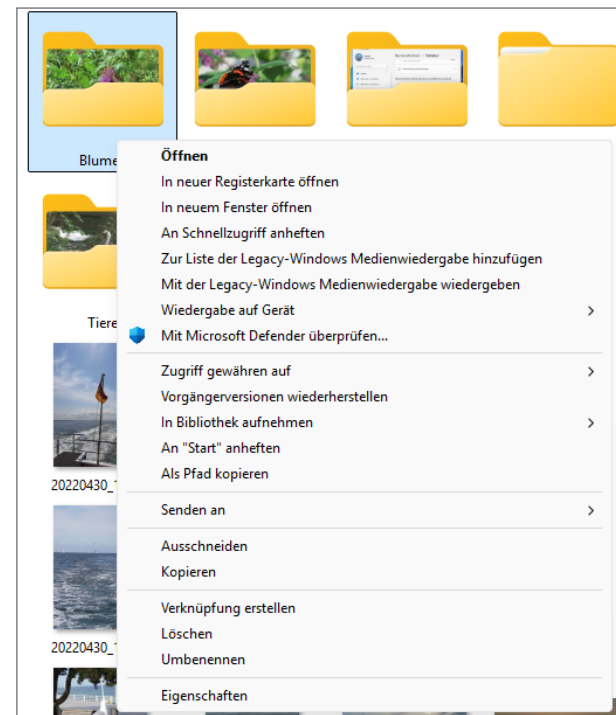 Blume
Öffnen
In neuer Registerkarte öffnen
In neuem Fenster öffnen
An Schnellzugriff anheften
Zur Liste der Legacy-Windows Medienwiedergabe hinzufügen
Mit der Legacy-Windows Medienwiedergabe wiedergeben
Wiedergabe auf Gerät
Mit Microsoft Defender überprüfen...
Tiere
Zugriff gewähren auf
Vorgängerversionen wiederherstellen
In Bibliothek aufnehmen
An "Start" anheften
Als Pfad kopieren
20220430_1
Senden an
Ausschneiden
Kopieren
Verknüpfung erstellen
Löschen
Umbenennen
20220430_1
Eigenschaften